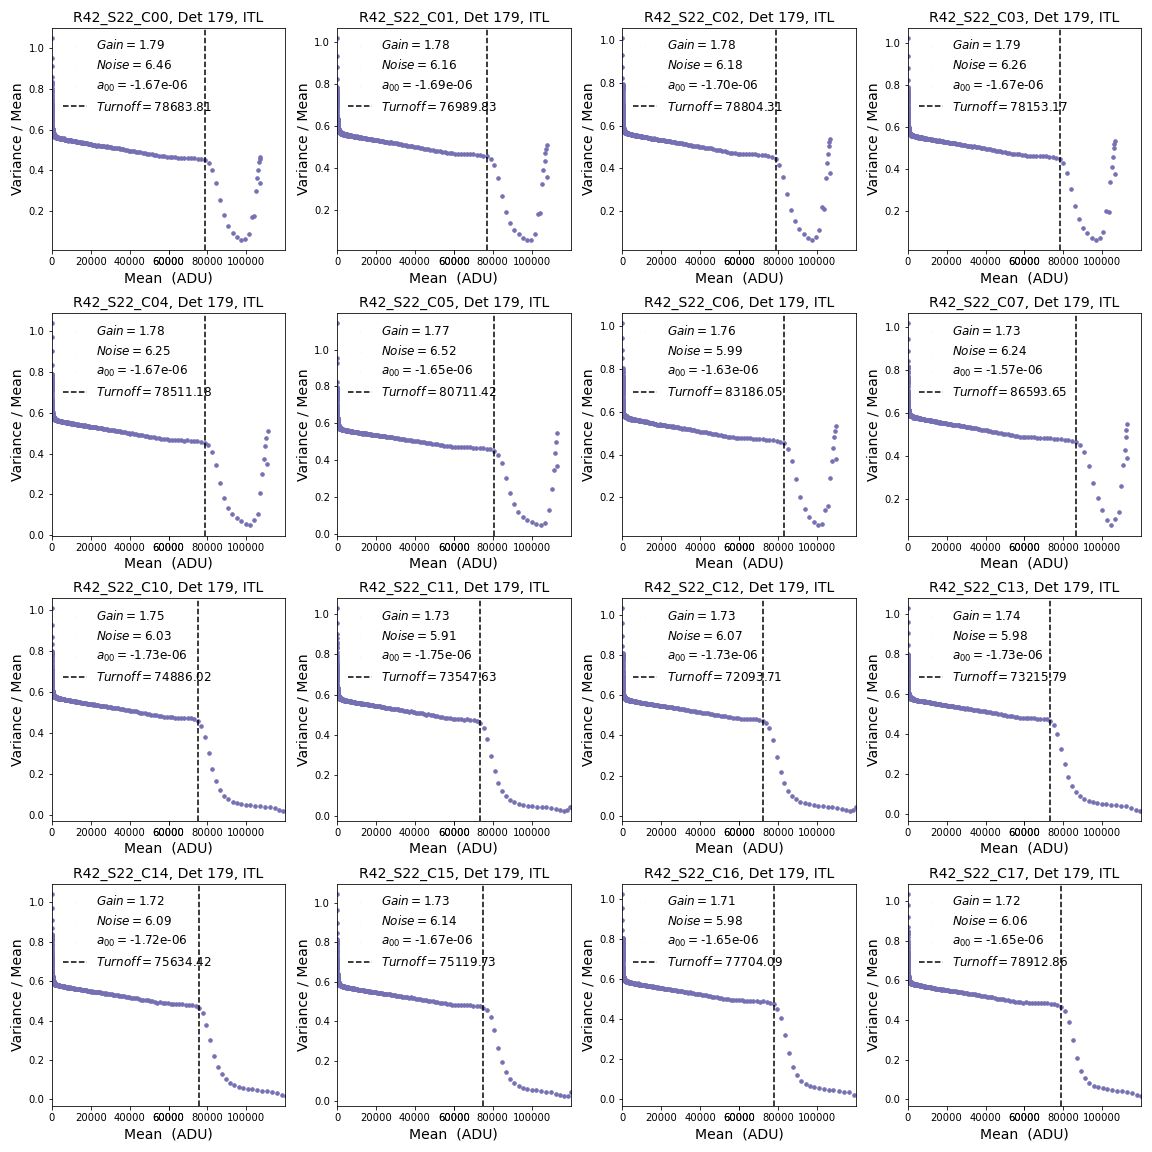 R42_S22_C00, Det 179, ITL
Gain = 1.79
Noise = 6.46
a00 = -1.67e-06
Turnoff = 78683.81
Variance / Mean
Mean (ADU)
R42_S22_C01, Det 179, ITL
Gain = 1.78
Noise = 6.16
a00 = -1.69e-06
Turnoff = 76989.83
Variance / Mean
Mean (ADU)
R42_S22_C02, Det 179, ITL
Gain = 1.78
Noise = 6.18
a00 = -1.70e-06
Turnoff = 78804.31
Variance / Mean
Mean (ADU)
R42_S22_C03, Det 179, ITL
Gain = 1.79
Noise = 6.26
a00 = -1.67e-06
Turnoff = 78153.17
Variance / Mean
Mean (ADU)
R42_S22_C04, Det 179, ITL
Gain = 1.78
Noise = 6.25
a00 = -1.67e-06
Turnoff = 78511.18
Variance / Mean
Mean (ADU)
R42_S22_C05, Det 179, ITL
Gain = 1.77
Noise = 6.52
a00 = -1.65e-06
Turnoff = 80711.42
Variance / Mean
Mean (ADU)
R42_S22_C06, Det 179, ITL
Gain = 1.76
Noise = 5.99
a00 = -1.63e-06
Turnoff = 83186.05
Variance / Mean
Mean (ADU)
R42_S22_C07, Det 179, ITL
Gain = 1.73
Noise = 6.24
a00 = -1.57e-06
Turnoff = 86593.65
Variance / Mean
Mean (ADU)
R42_S22_C10, Det 179, ITL
Gain = 1.75
Noise = 6.03
a00 = -1.73e-06
Turnoff = 74886.02
Variance / Mean
Mean (ADU)
R42_S22_C11, Det 179, ITL
Gain = 1.73
Noise = 5.91
a00 = -1.75e-06
Turnoff = 73547.63
Variance / Mean
Mean (ADU)
R42_S22_C12, Det 179, ITL
Gain = 1.73
Noise = 6.07
a00 = -1.73e-06
Turnoff = 72093.71
Variance / Mean
Mean (ADU)
R42_S22_C13, Det 179, ITL
Gain = 1.74
Noise = 5.98
a00 = -1.73e-06
Turnoff = 73215.79
Variance / Mean
Mean (ADU)
R42_S22_C14, Det 179, ITL
Gain = 1.72
Noise = 6.09
a00 = -1.72e-06
Turnoff = 75634.42
Variance / Mean
Mean (ADU)
R42_S22_C15, Det 179, ITL
Gain = 1.73
Noise = 6.14
a00 = -1.67e-06
Turnoff = 75119.73
Variance / Mean
Mean (ADU)
R42_S22_C16, Det 179, ITL
Gain = 1.71
Noise = 5.98
a00 = -1.65e-06
Turnoff = 77704.09
Variance / Mean
Mean (ADU)
R42_S22_C17, Det 179, ITL
Gain = 1.72
Noise = 6.06
a00 = -1.65e-06
Turnoff = 78912.86
Variance / Mean
Mean (ADU)